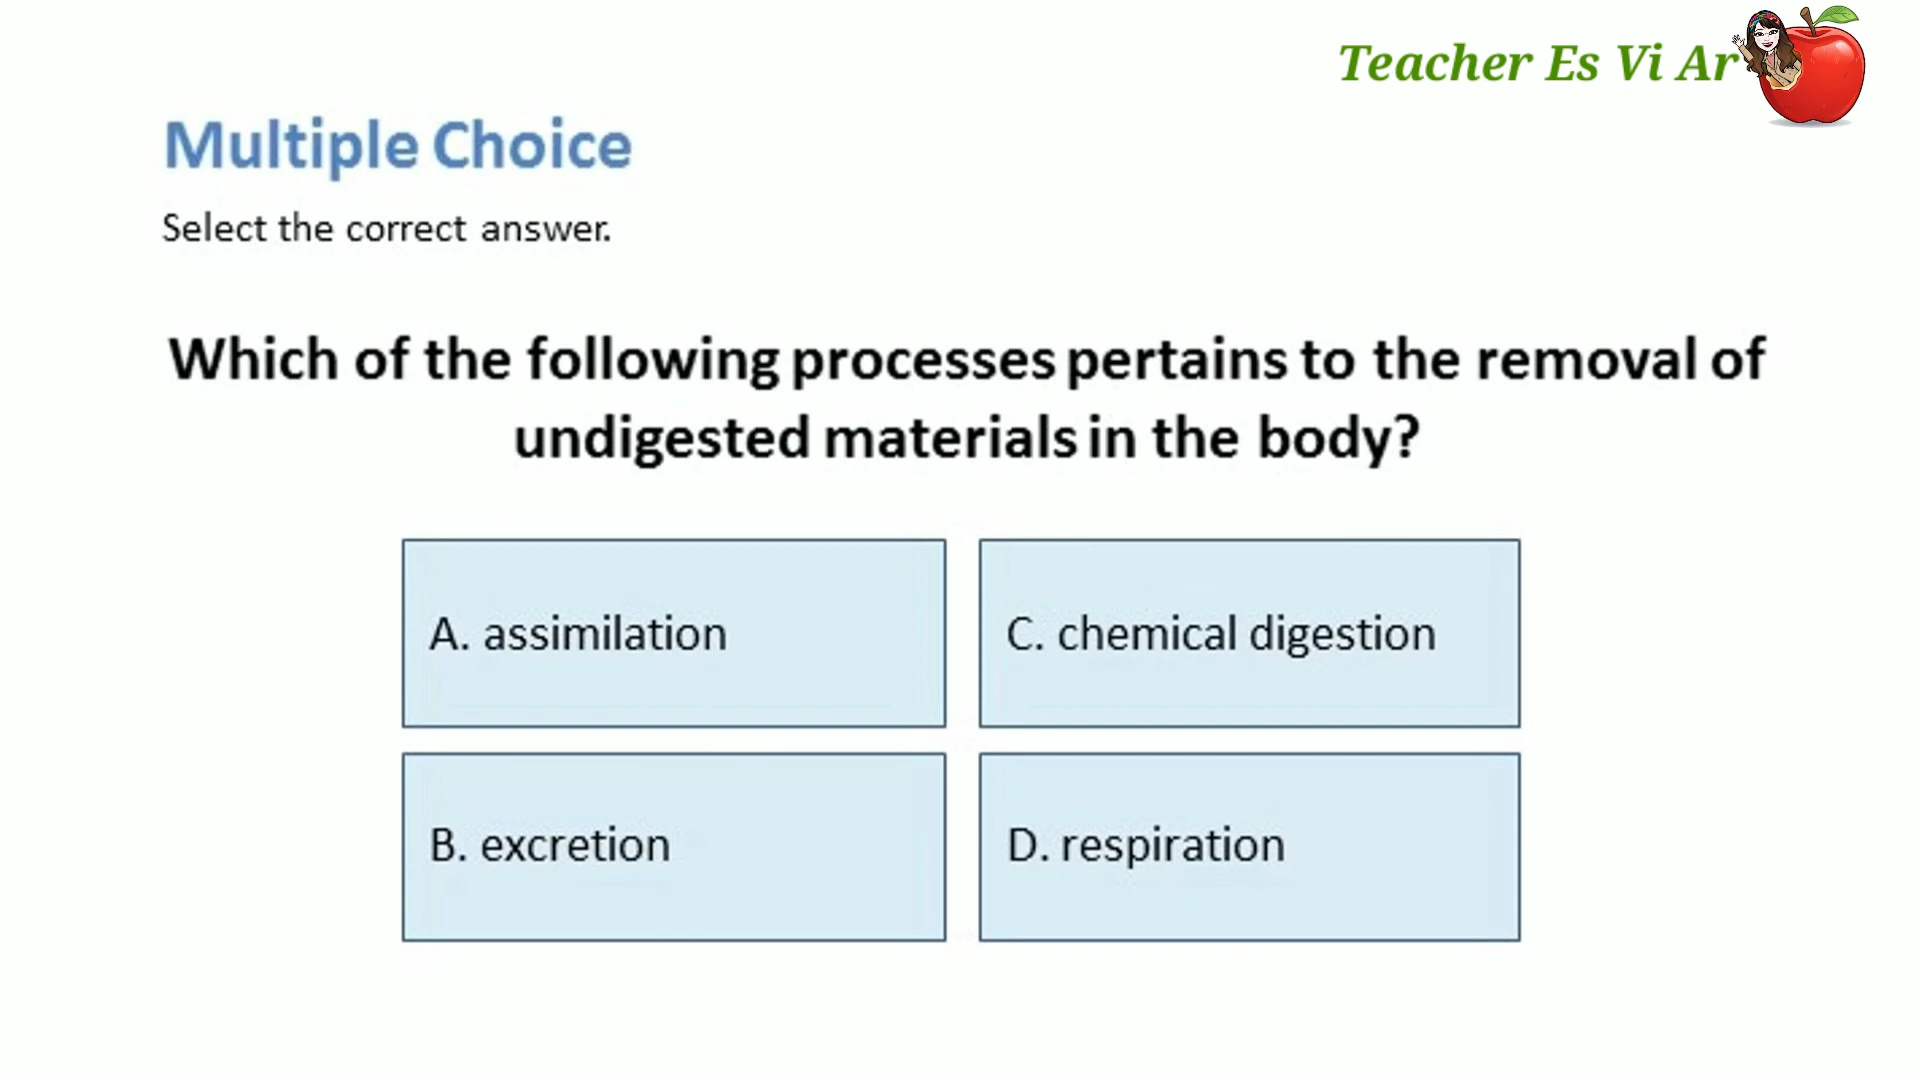 Teacher Es Vi Ar
Multiple Choice
Select the correct answer.
Which of the following processes pertains to the removal of
undigested materials in the body?
A. assimilation
C. chemical digestion
B. excretion
D. respiration